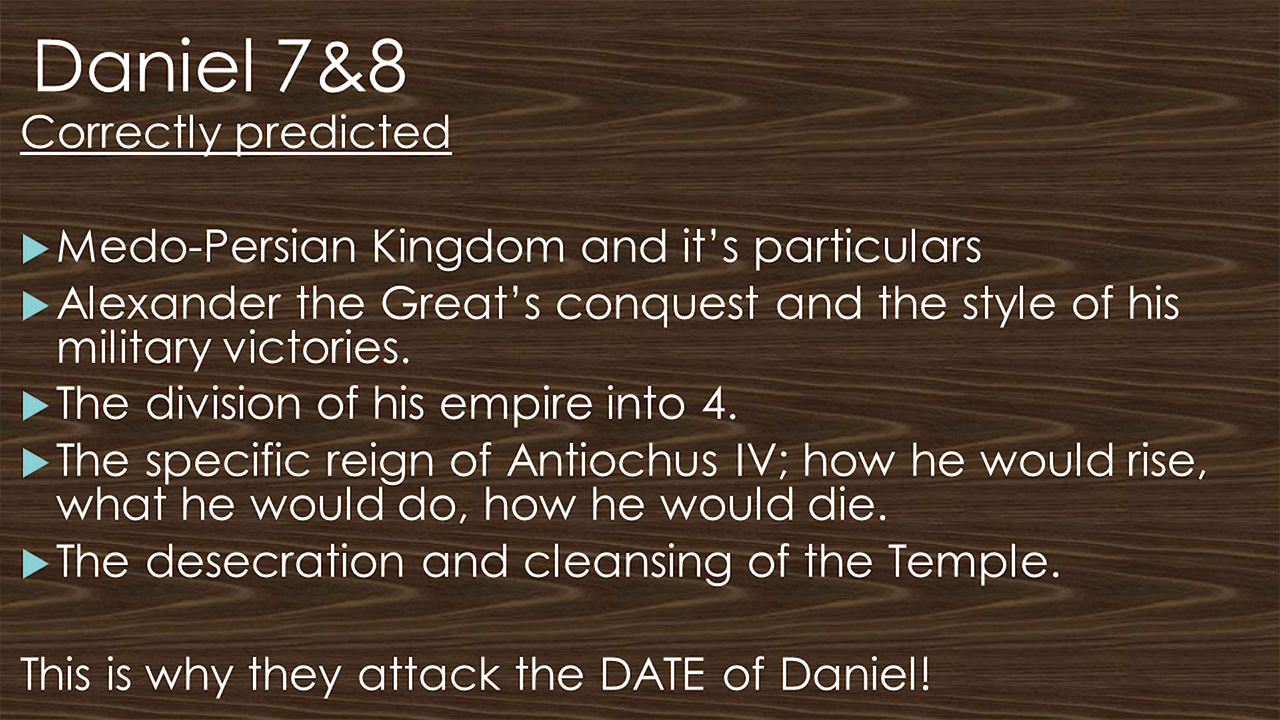 Daniel 7&8
Correctly predicted
Medo-Persian Kingdom and it’s particulars
Alexander the Great’s conquest and the style of his
military victories.
The division of his empire into 4.
The specific reign of Antiochus IV; how he would rise,
what he would do, how he would die.
The desecration and cleansing of the Temple.
This is why they attack the DATE of Daniel!